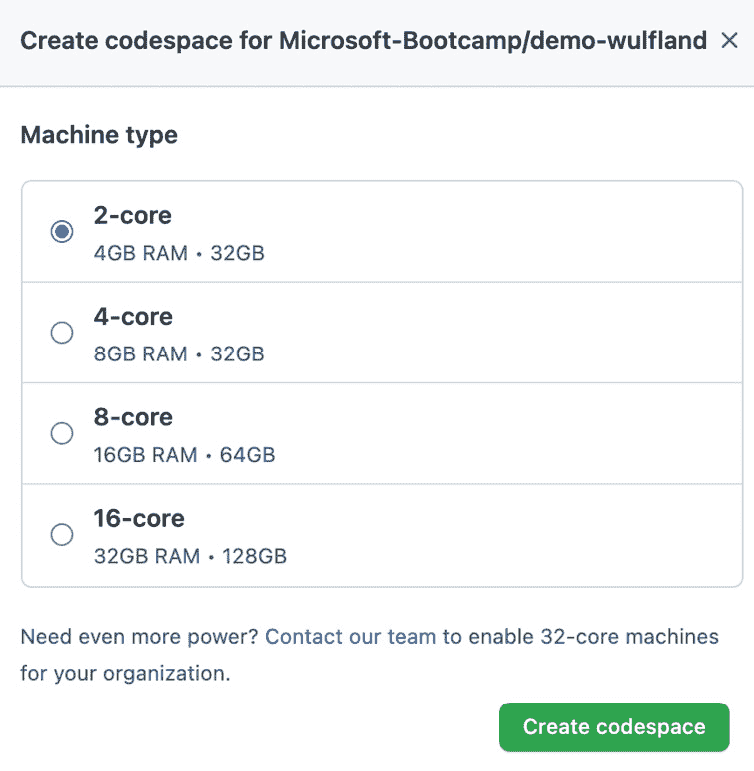 Create codespace for Microsoft-Bootcamp/demo-wulfland ×
Machine type
2-core
4GB RAM • 32GB
4-core
8GB RAM • 32GB
8-core
16GB RAM • 64GB
16-core
32GB RAM • 128GB
Need even more power? Contact our team to enable 32-core machines
for your organization.
Create codespace